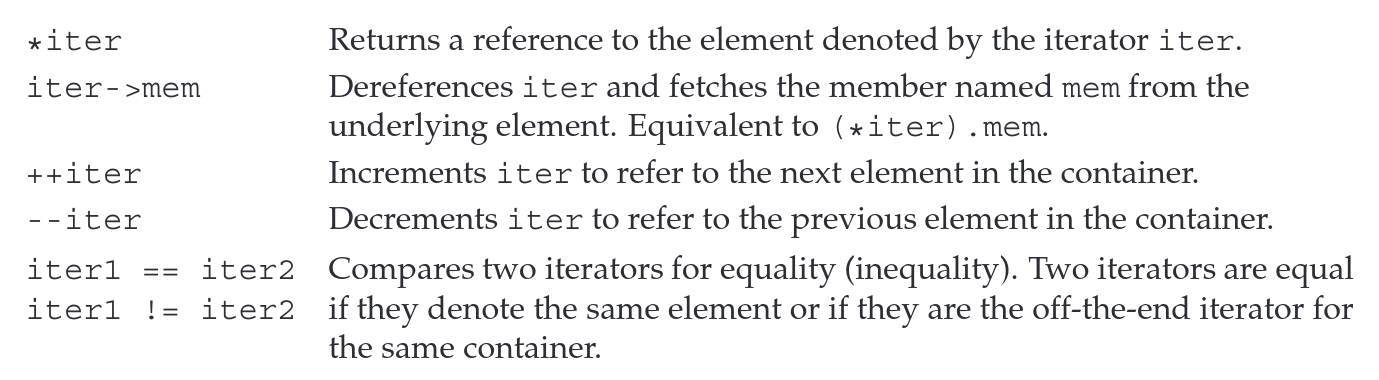 *iter Returns a reference to the element denoted by the iterator iter.
iter->mem Dereferences iter and fetches the member named mem from the
underlying element. Equivalent to (*iter).mem.
++iter Increments iter to refer to the next element in the container.
--iter Decrements iter to refer to the previous element in the container.
iter1 == iter2 Compares two iterators for equality (inequality). Two iterators are equal
iter1 != iter2 if they denote the same element or if they are the off-the-end iterator for
the same container.